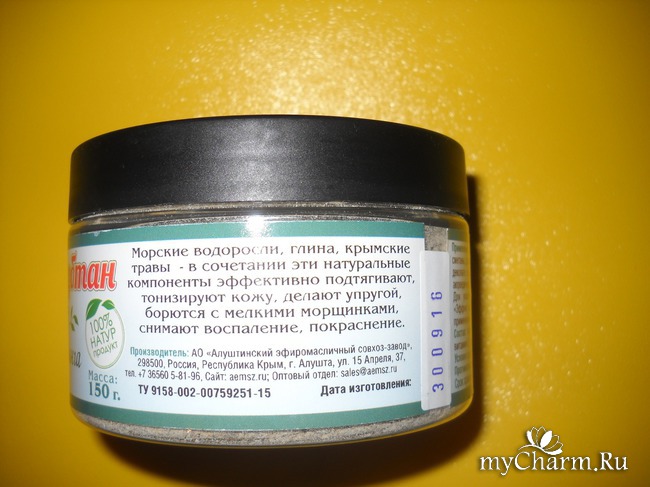 Морские водоросли, глина, крымские
травы - в сочетании эти натуральные
компоненты эффективно подтягивают,
тонизируют кожу, делают упругой,
борются с мелкими морщинками,
снимают воспаление, покраснение.
100%
НАТУР
продукт
Масса:
150 г.
Производитель: АО «Алуштинский эфиромасличный совхоз-завод»,
298500, Россия, Республика Крым, г. Алушта, ул. 15 Апреля, 37,
тел. +7 36560 5-81-96, Сайт: aemsz.ru; Оптовый отдел: sales@aemsz.ru
ТУ 9158-002-00759251-15
Дата изготовления:
300916
myCharm.Ru